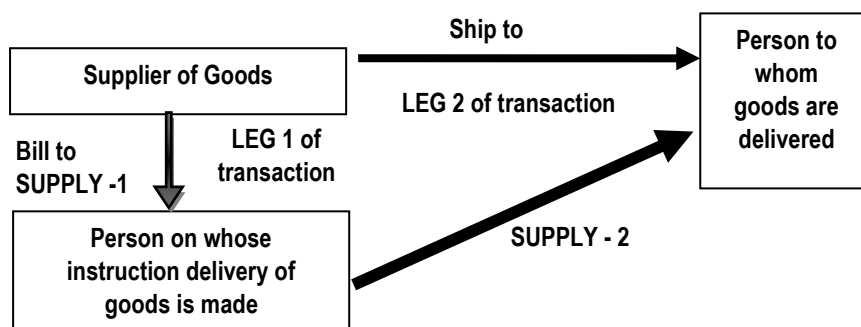 Supplier of Goods
Ship to
LEG 2 of transaction
Person to
whom
goods are
delivered
Bill to
SUPPLY -1
LEG 1 of
transaction
Person on whose
instruction delivery of
goods is made
SUPPLY - 2